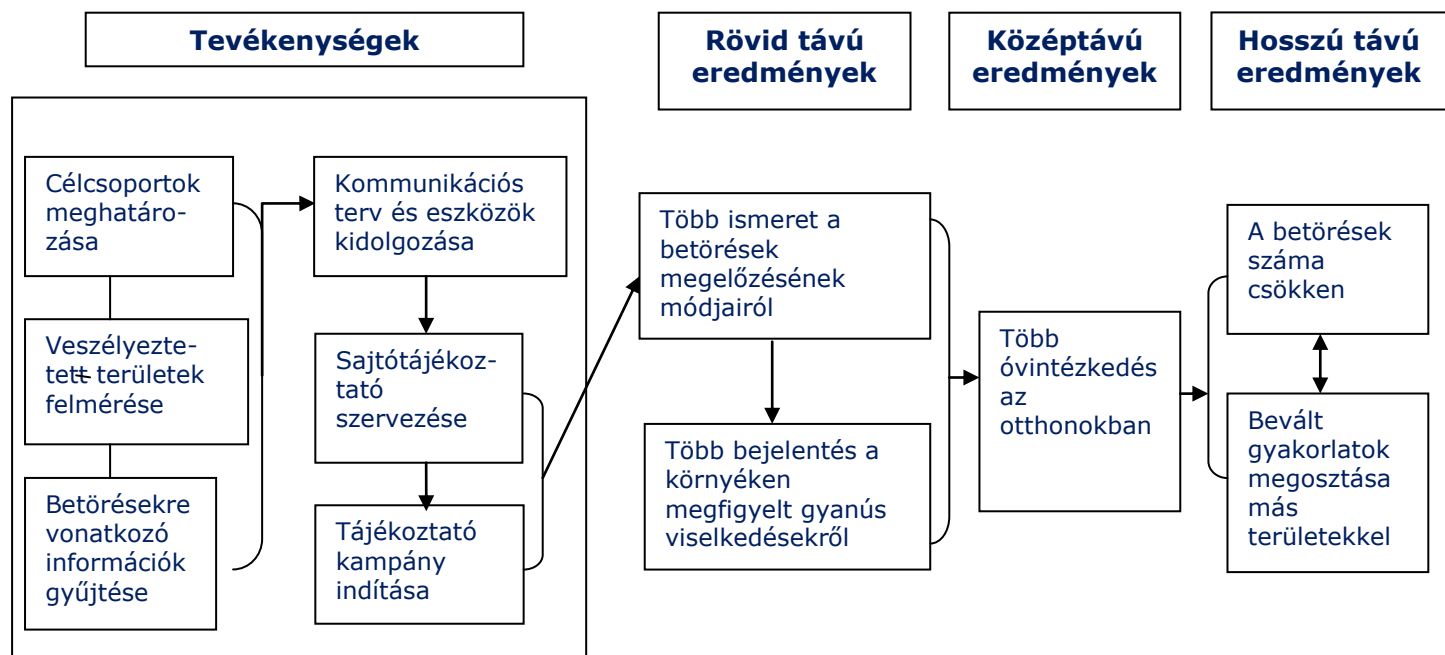 Tevékenységek
Rövid távú
eredmények
Középtávú
eredmények
Hosszú távú
eredmények
Célcsoportok
meghatáro-
zása
Veszélyezte-
tett területek
felmérése
Betörésekre
vonatkozó
információk
gyűjtése
Kommunikációs
terv és eszközök
kidolgozása
Sajtótájékoz-
tató
szervezése
Tájékoztató
kampány
indítása
Több ismeret a
betörések
megelőzésének
módjairól
Több bejelentés a
környéken
megfigyelt gyanús
viselkedésekről
Több
óvintézkedés
az
otthonokban
A betörések
száma
csökken
Bevált
gyakorlatok
megosztása
más
területekkel